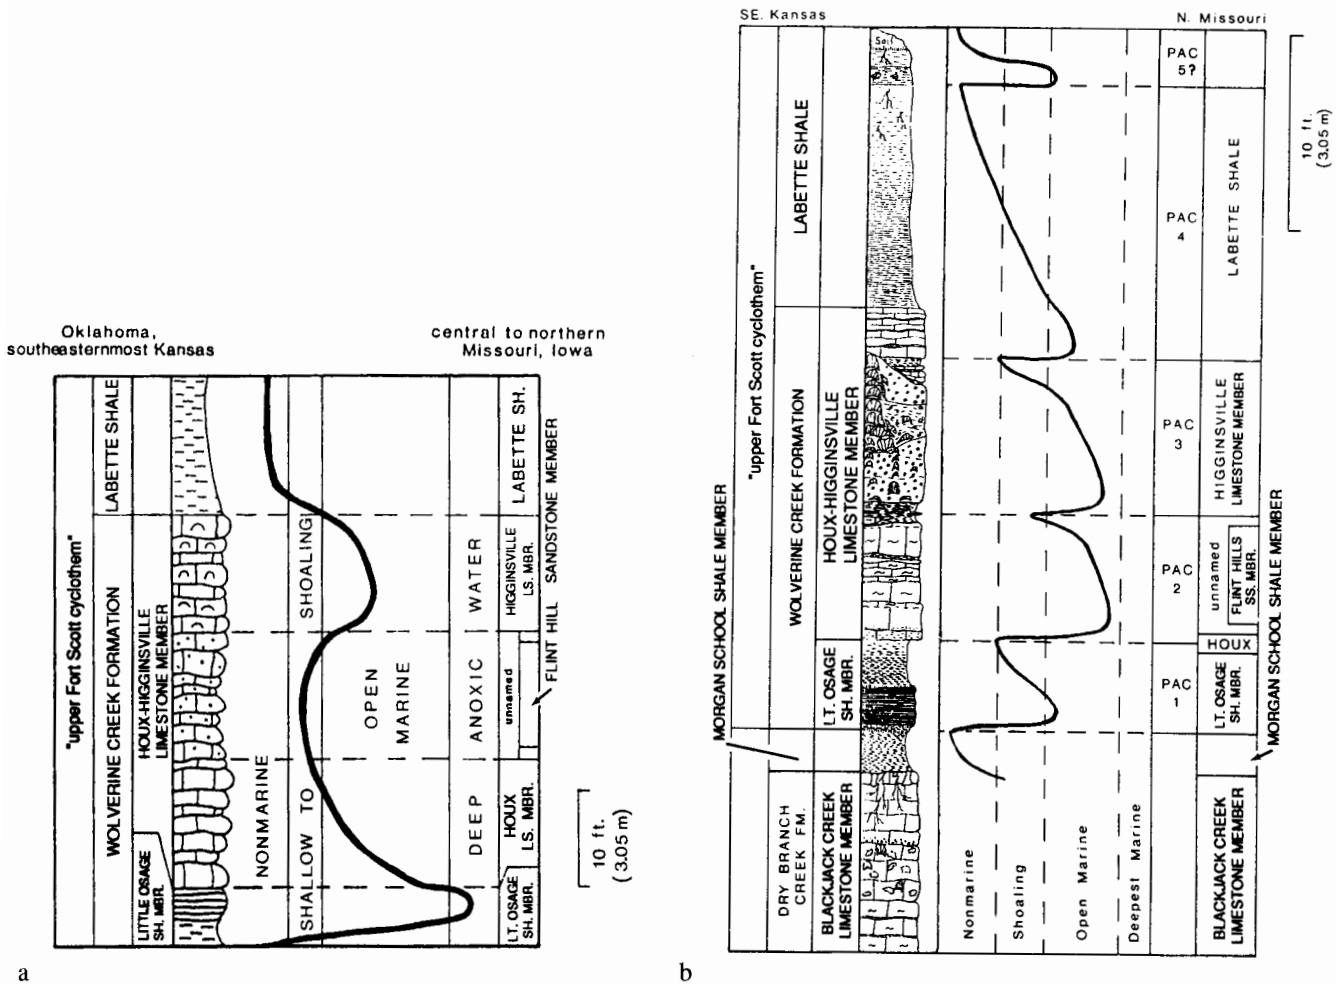 Oklahoma,
southeasternmost Kansas
central to northern
Missouri, Iowa
"upper Fort Scott cyclothem"
LABETTE SHALE
WOLVERINE CREEK FORMATION
HOUX-HIGGINSVILLE
LIMESTONE MEMBER
LITTLE OSAGE
SH. MBR.
NONMARINE
SHALLOW TO SHOALING
OPEN
MARINE
DEEP ANOXIC WATER
LABETTE SH.
HIGGINSVILLE
LS. MBR.
unnamed
HOUX
LS. MBR.
LT. OSAGE
SH. MBR.
FLINT HILL SANDSTONE MEMBER
10 ft.
(3.05 m)
a
SE. Kansas
N. Missouri
MORGAN SCHOOL SHALE MEMBER
"upper Fort Scott cyclothem"
LABETTE SHALE
WOLVERINE CREEK FORMATION
DRY BRANCH
CREEK FM.
HOUX-HIGGINSVILLE
LIMESTONE MEMBER
LT. OSAGE
SH. MBR.
BLACKJACK CREEK
LIMESTONE MEMBER
Soil
Nonmarine
Shoaling
Open Marine
Deepest Marine
PAC
5?
PAC
4
PAC
3
PAC
2
PAC
1
LABETTE SHALE
HIGGINSVILLE
LIMESTONE MEMBER
unnamed
FLINT HILLS
SS. MBR.
HOUX
LT. OSAGE
SH. MBR.
BLACKJACK CREEK
LIMESTONE MEMBER
MORGAN SCHOOL SHALE MEMBER
10 ft.
(3.05 m)
b